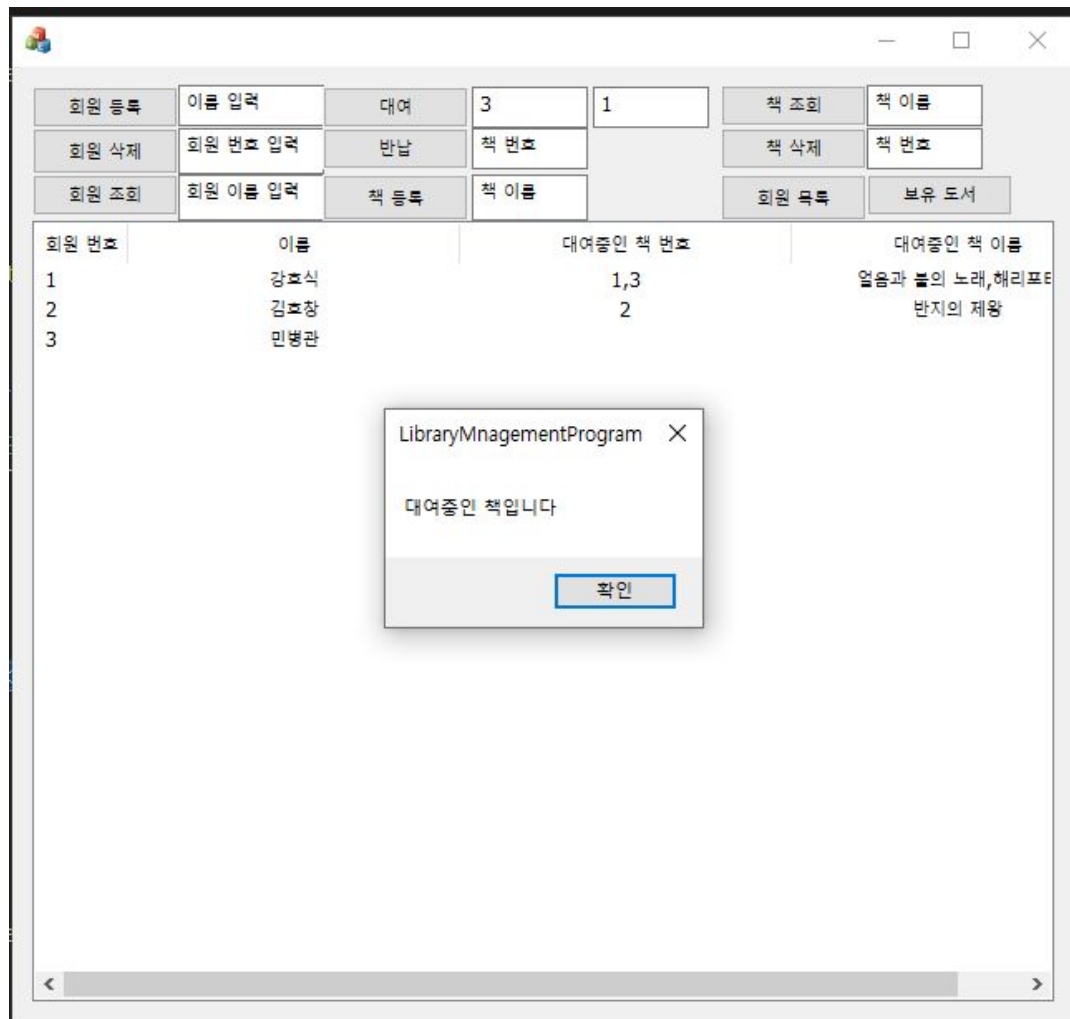 회원 등록 이름 입력 대여 3 1 책 조회 책 이름
회원 삭제 회원 번호 입력 반납 책 번호 책 삭제 책 번호
회원 조회 회원 이름 입력 책 등록 책 이름 회원 목록 보유 도서
회원 번호 이름 대여중인 책 번호 대여중인 책 이름
1 강호식 1,3 얼음과 불의 노래,해리포터
2 김호창 2 반지의 제왕
3 민병관
LibraryMnagementProgram
대여중인 책입니다
확인